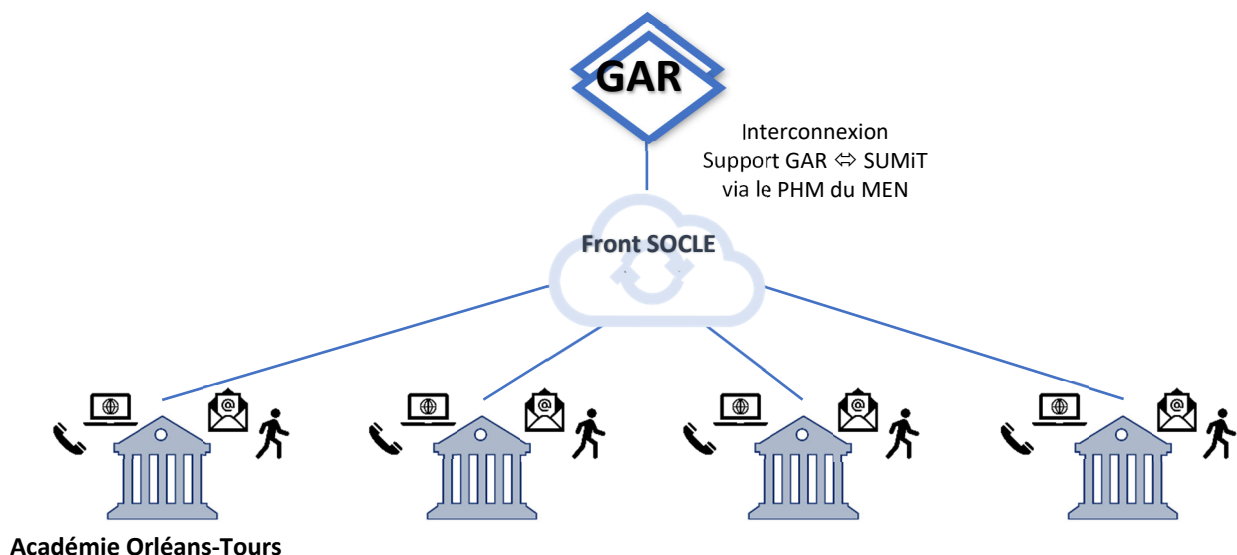 GAR
Interconnexion
Support GAR ⇔ SUMiT
via le PHM du MEN
Front SOCLE
@
@
@
@
Académie Orléans-Tours